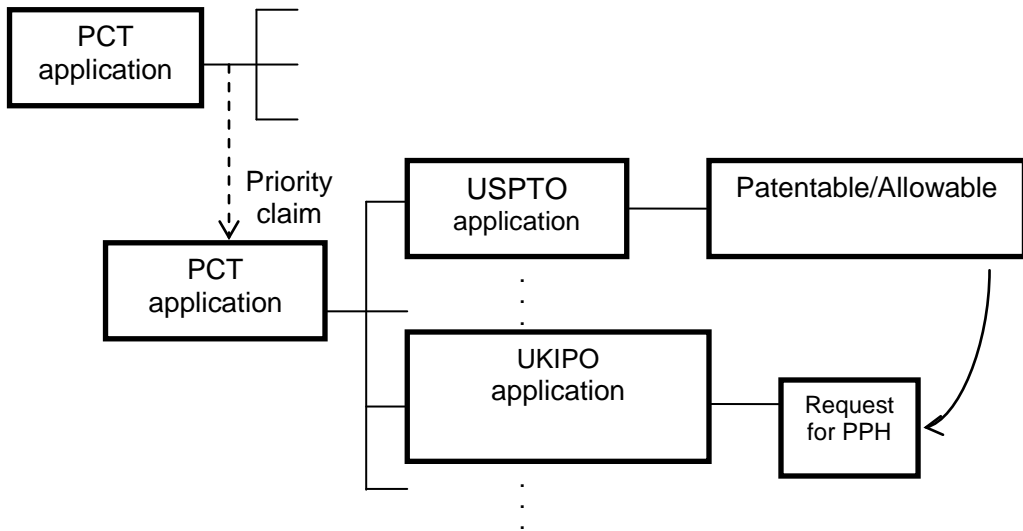 PCT
application
Priority
claim
PCT
application
USPTO
application
Patentable/Allowable
UKIPO
application
Request
for PPH